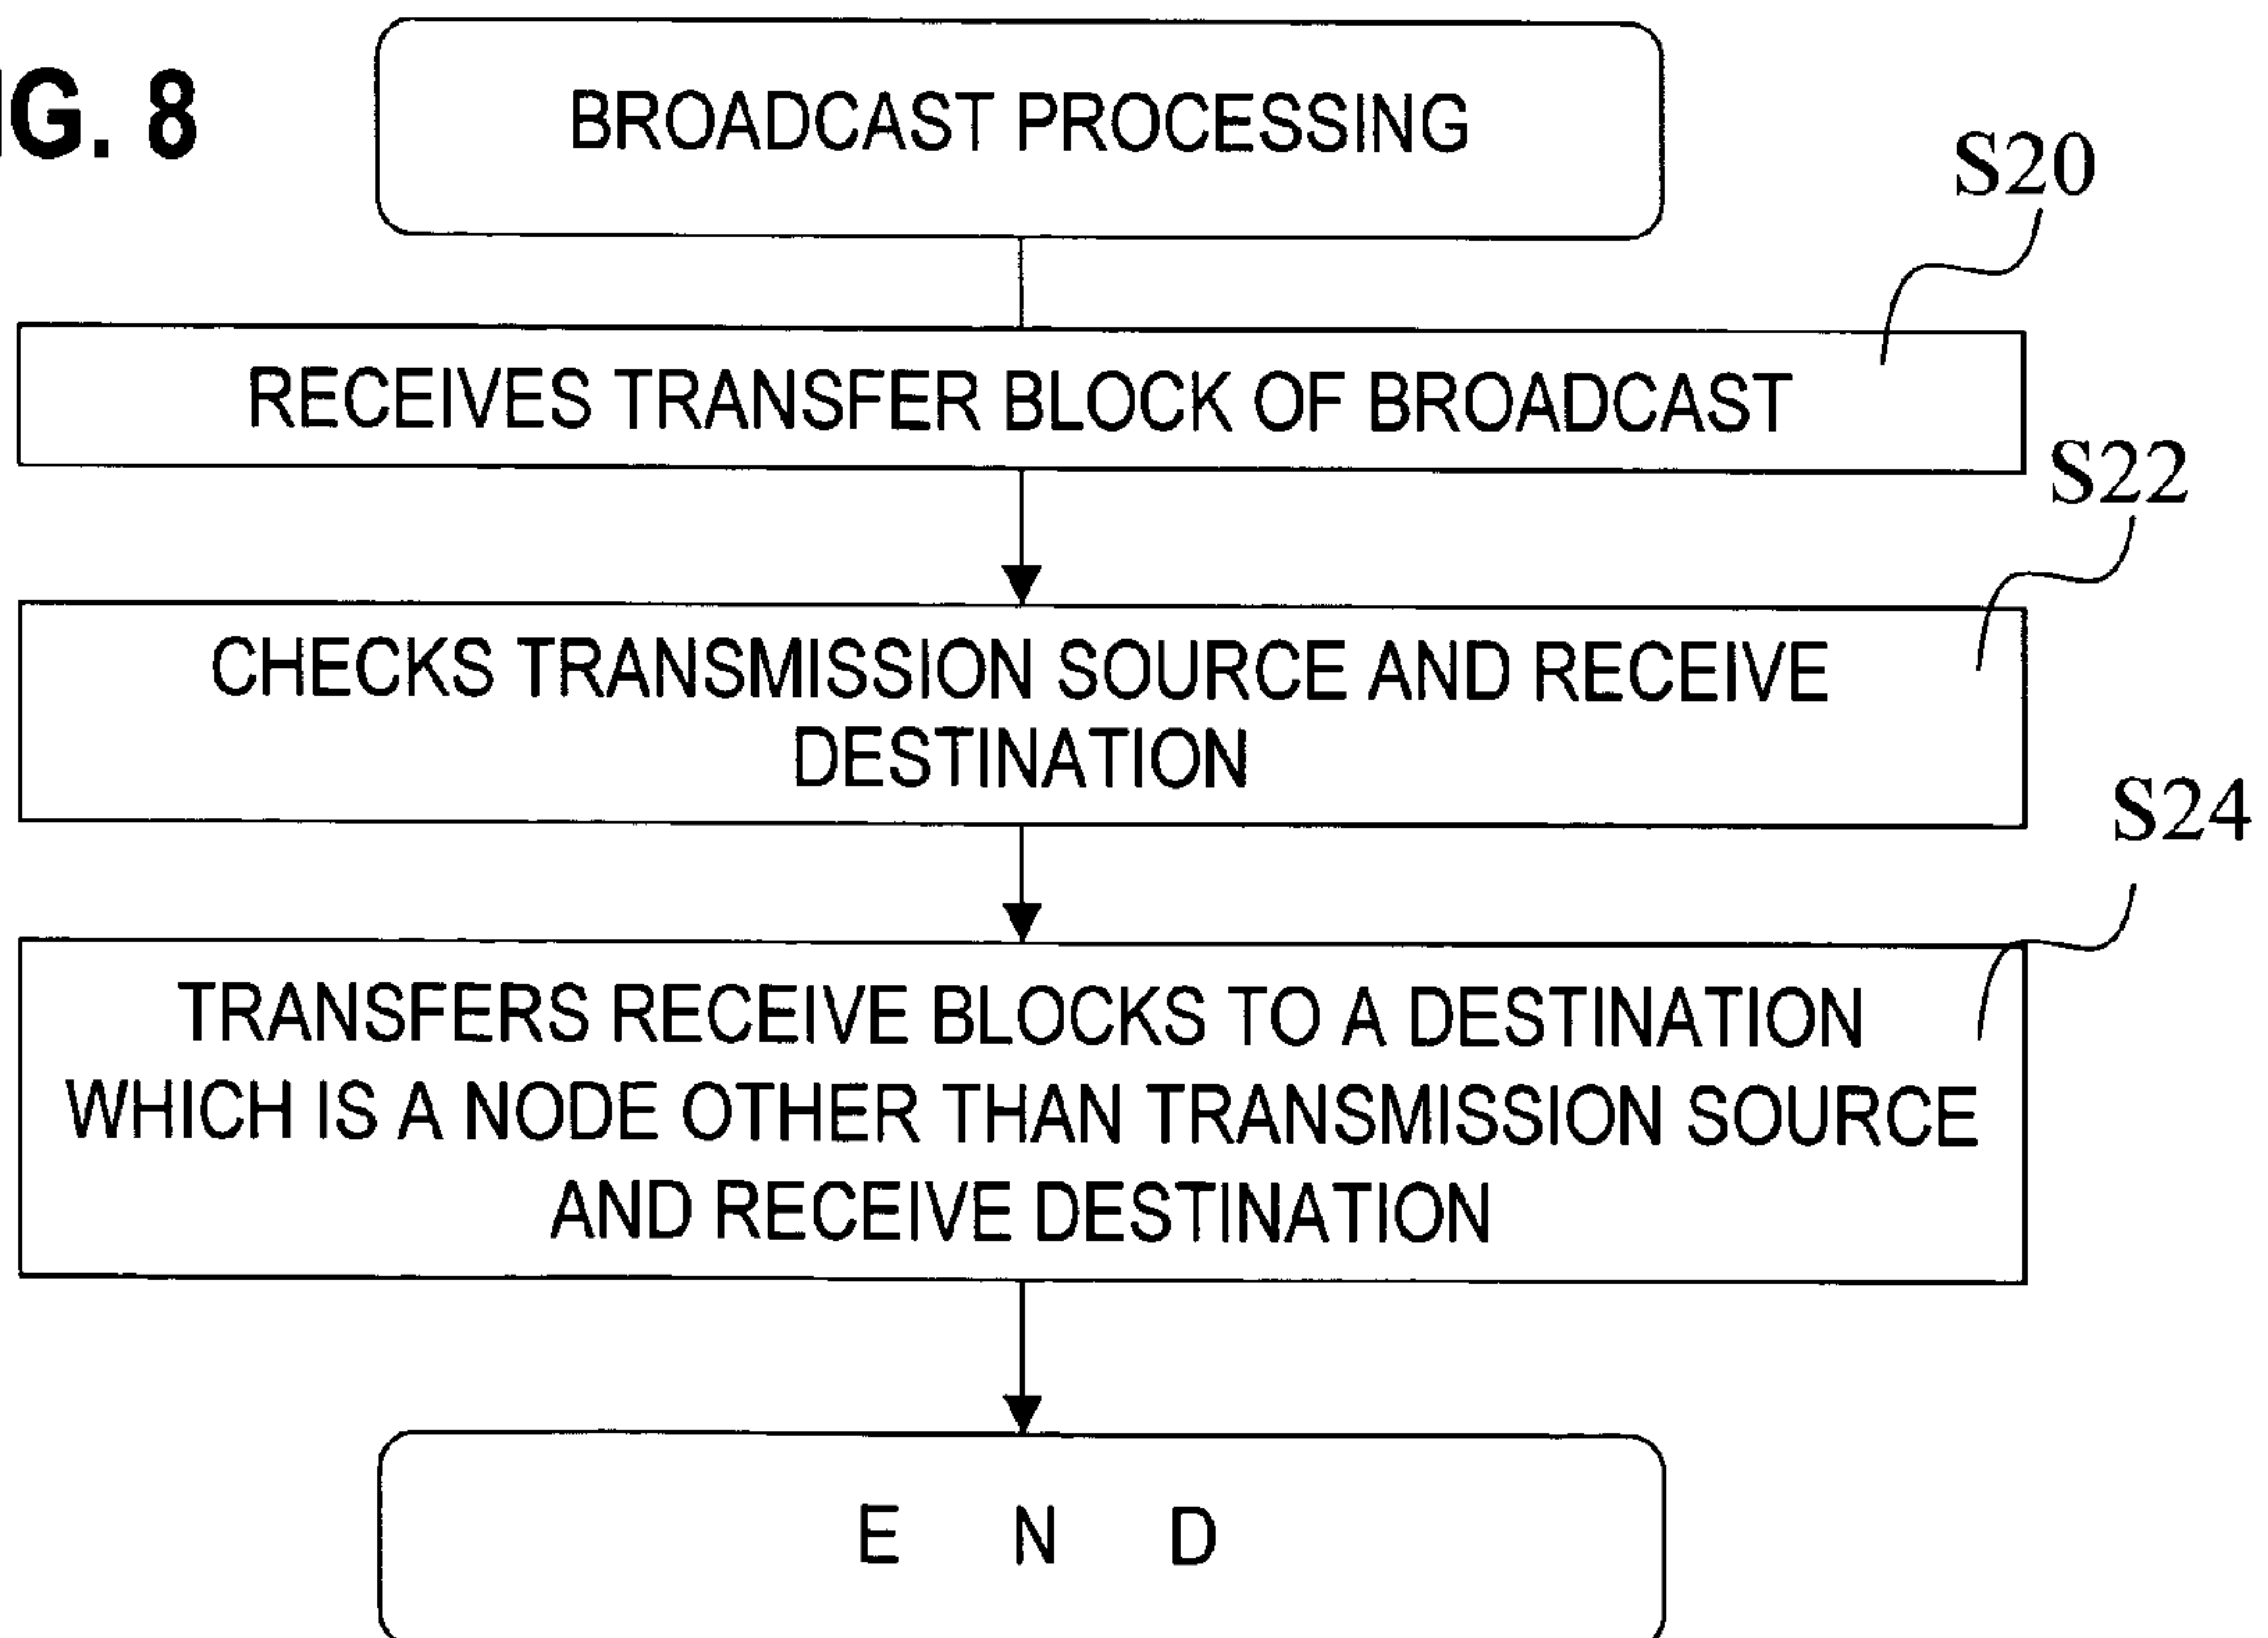 IG. 8
BROADCAST PROCESSING
S20
RECEIVES TRANSFER BLOCK OF BROADCAST
S22
CHECKS TRANSMISSION SOURCE AND RECEIVE
DESTINATION
S24
TRANSFERS RECEIVE BLOCKS TO A DESTINATION
WHICH IS A NODE OTHER THAN TRANSMISSION SOURCE
AND RECEIVE DESTINATION
E N D